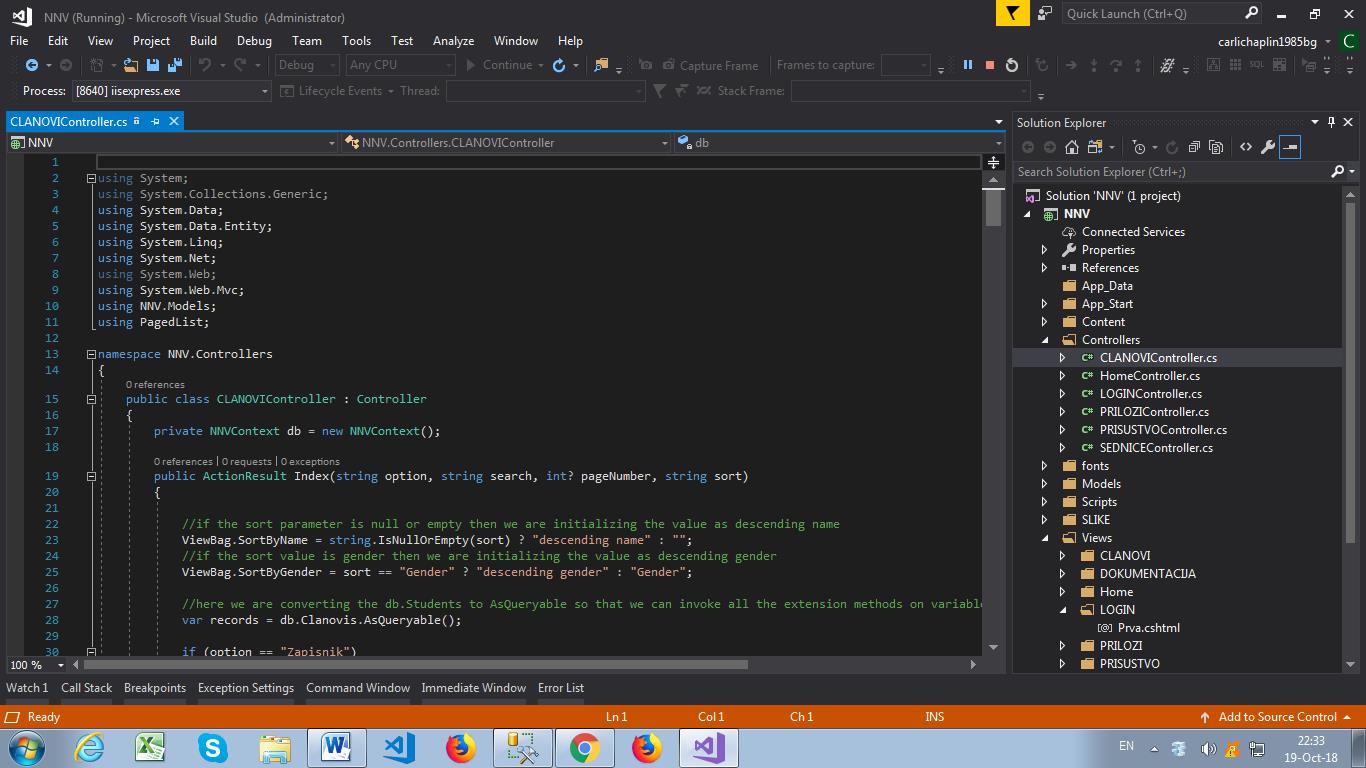 NNV (Running) - Microsoft Visual Studio (Administrator)
Quick Launch (Ctrl+Q)
File Edit View Project Build Debug Team Tools Test Analyze Window Help
carlichaplin1985bg C
Debug Any CPU Continue Capture Frame Frames to capture:
Process: [8640] iisexpress.exe Lifecycle Events Thread: Stack Frame:
CLANOVIController.cs
NNV NNV.Controllers.CLANOVIController db
1
2 using System;
3 using System.Collections.Generic;
4 using System.Data;
5 using System.Data.Entity;
6 using System.Linq;
7 using System.Net;
8 using System.Web;
9 using System.Web.Mvc;
10 using NNV.Models;
11 using PagedList;
12
13 namespace NNV.Controllers
14 {
0 references
15 public class CLANOVIController : Controller
16 {
17 private NNVContext db = new NNVContext();
18
0 references | 0 requests | 0 exceptions
19 public ActionResult Index(string option, string search, int? pageNumber, string sort)
20 {
21
22 //if the sort parameter is null or empty then we are initializing the value as descending name
23 ViewBag.SortByName = string.IsNullOrEmpty(sort) ? "descending name" : "";
24 //if the sort value is gender then we are initializing the value as descending gender
25 ViewBag.SortByGender = sort == "Gender" ? "descending gender" : "Gender";
26
27 //here we are converting the db.Students to AsQueryable so that we can invoke all the extension methods on variabl
28 var records = db.Clanovis.AsQueryable();
29
30 if (option == "Zapisnik")
100 %
Solution Explorer
Search Solution Explorer (Ctrl+;)
Solution 'NNV' (1 project)
NNV
Connected Services
Properties
References
App_Data
App_Start
Content
Controllers
C# CLANOVIController.cs
C# HomeController.cs
C# LOGINController.cs
C# PRILOZIController.cs
C# PRISUSTVOController.cs
C# SEDNICEController.cs
fonts
Models
Scripts
SLIKE
Views
CLANOVI
DOKUMENTACIJA
Home
LOGIN
Prva.cshtml
PRILOZI
PRISUSTVO
Watch 1 Call Stack Breakpoints Exception Settings Command Window Immediate Window Error List
Ready Ln 1 Col 1 Ch 1 INS Add to Source Control
EN 22:33
19-Oct-18